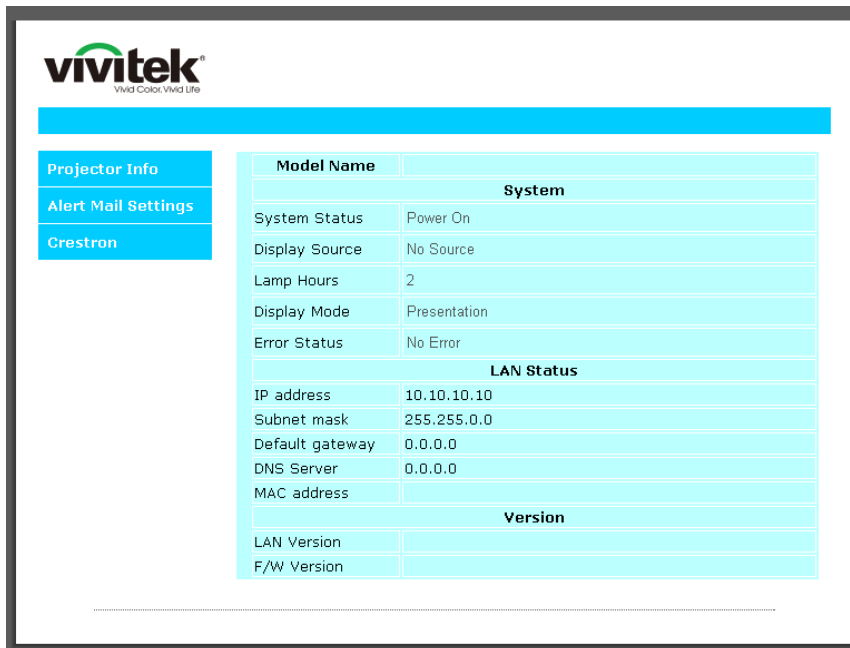 vivitek®
Vivid Color, Vivid Life
Projector Info
Alert Mail Settings
Crestron
Model Name
System
System Status Power On
Display Source No Source
Lamp Hours 2
Display Mode Presentation
Error Status No Error
LAN Status
IP address 10.10.10.10
Subnet mask 255.255.0.0
Default gateway 0.0.0.0
DNS Server 0.0.0.0
MAC address
Version
LAN Version
F/W Version